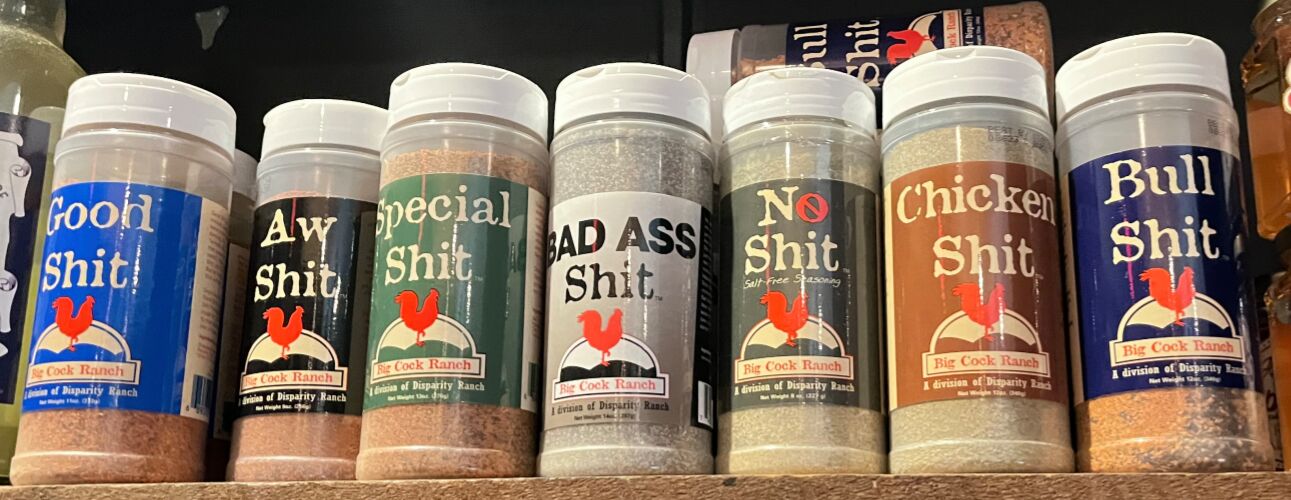 Good
Shit
Big Cock Ranch
A division of Disparity Ranch
Aw
Shit
Big Cock Ranch
A division of Disparity Ranch
Special
Shit
Big Cock Ranch
A division of Disparity Ranch
BAD ASS
Shit
Big Cock Ranch
A division of Disparity Ranch
No
Shit
Salt-Free Seasoning
Big Cock Ranch
A division of Disparity Ranch
Chicken
Shit
Big Cock Ranch
A division of Disparity Ranch
Bull
Shit
Big Cock Ranch
A division of Disparity Ranch
Bull
Shit
Cock Ranch